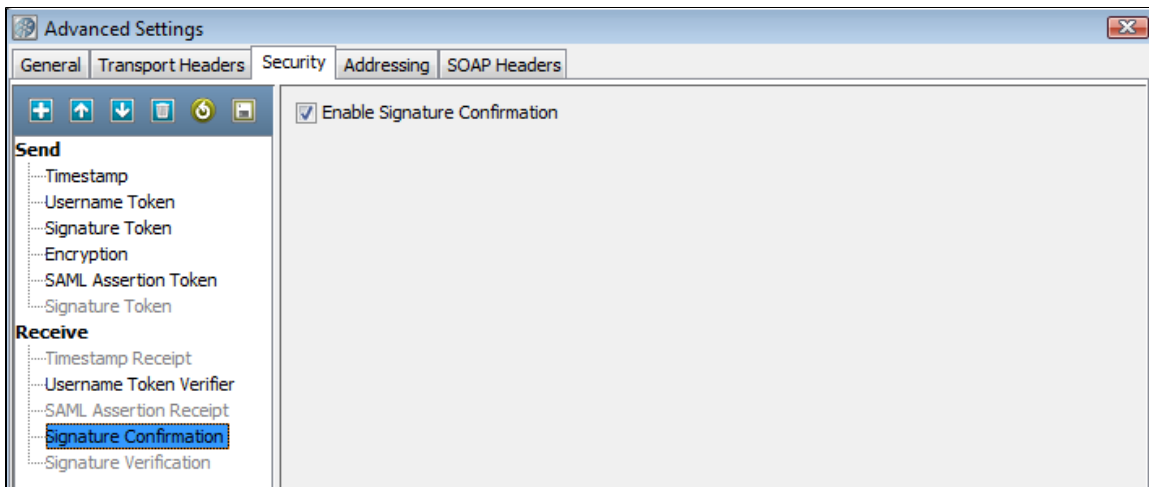 Advanced Settings
General Transport Headers Security Addressing SOAP Headers
Enable Signature Confirmation
Send
Timestamp
Username Token
Signature Token
Encryption
SAML Assertion Token
Signature Token
Receive
Timestamp Receipt
Username Token Verifier
SAML Assertion Receipt
Signature Confirmation
Signature Verification